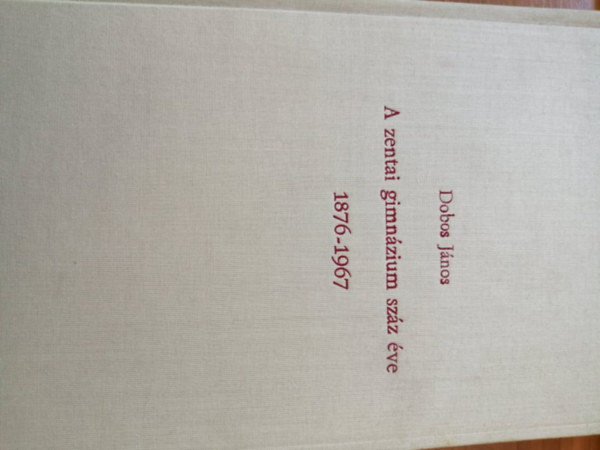 Dobos János
A zentai gimnázium száz éve
1876-1967